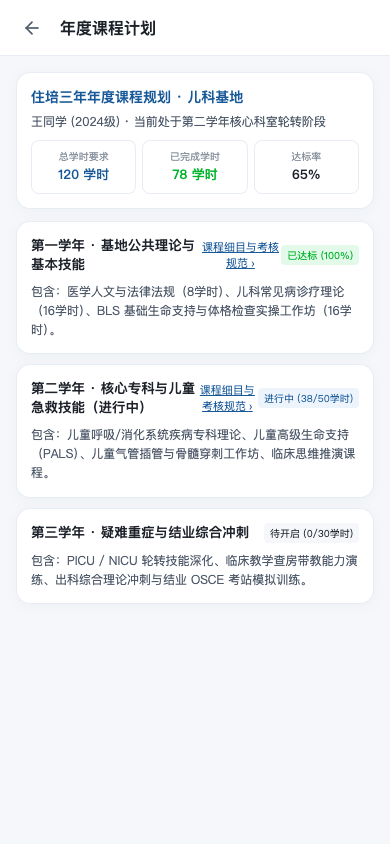 年度课程计划
住培三年年度课程规划 · 儿科基地
王同学 (2024级) · 当前处于第二学年核心科室轮转阶段
总学时要求
已完成学时
达标率
120 学时
78 学时
65%
第一学年 · 基地公共理论与
基本技能
课程细目与考核
规范 ›
已达标 (100%)
包含：医学人文与法律法规（8学时）、儿科常见病诊疗理论
（16学时）、BLS 基础生命支持与体格检查实操工作坊（16学
时）。
第二学年 · 核心专科与儿童
急救技能（进行中）
课程细目与
考核规范 ›
进行中 (38/50学时)
包含：儿童呼吸/消化系统疾病专科理论、儿童高级生命支持
（PALS）、儿童气管插管与骨髓穿刺工作坊、临床思维推演课
程。
第三学年 · 疑难重症与结业综合冲刺
待开启 (0/30学时)
包含：PICU / NICU 轮转技能深化、临床教学查房带教能力演
练、出科综合理论冲刺与结业 OSCE 考站模拟训练。